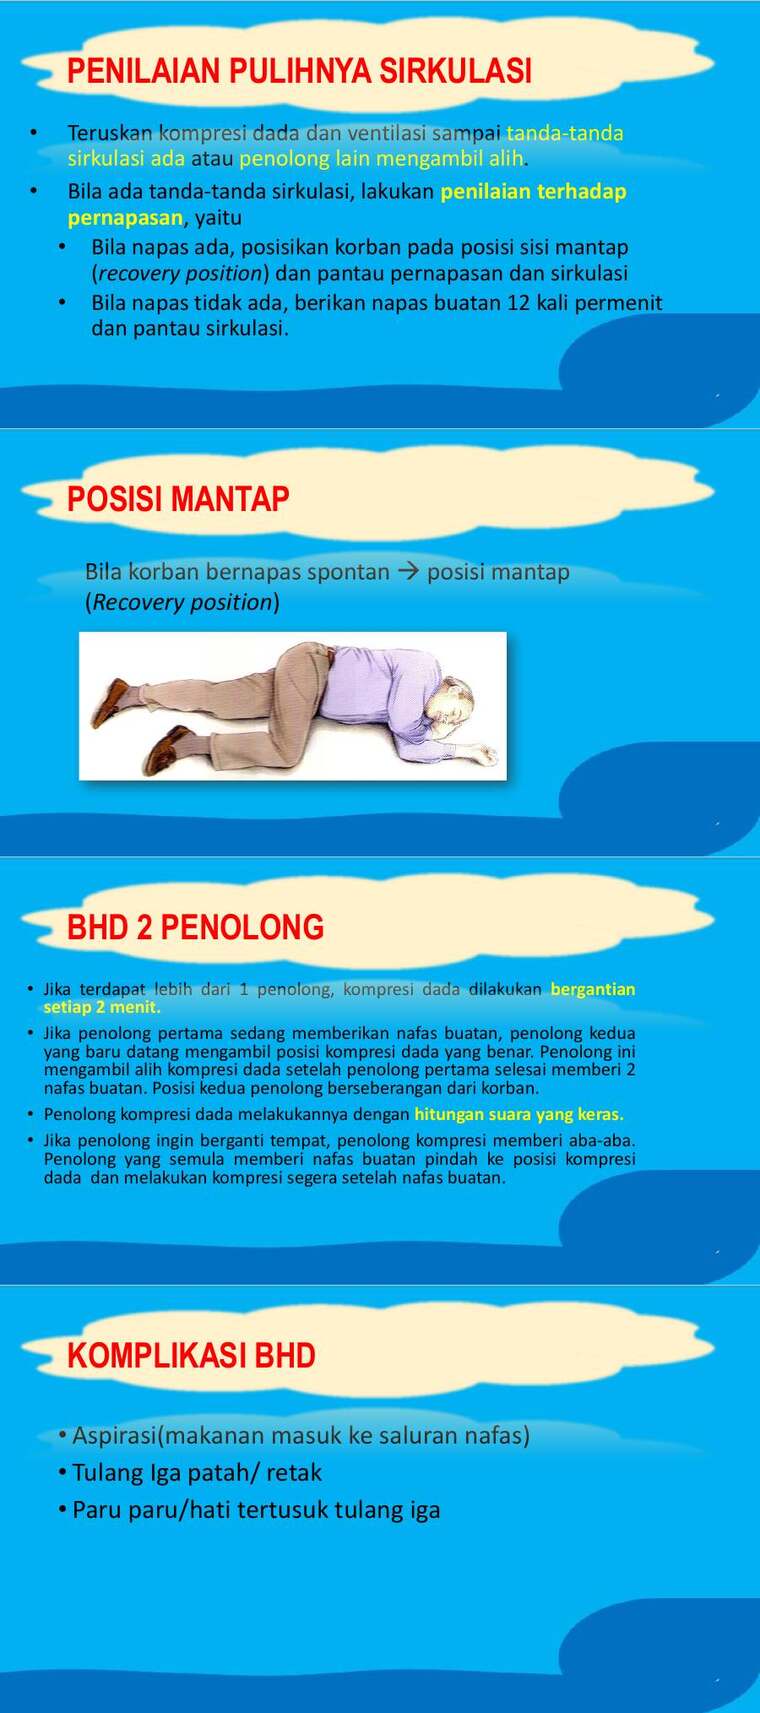 PENILAIAN PULIHNYA SIRKULASI
• Teruskan kompresi dada dan ventilasi sampai tanda-tanda
sirkulasi ada atau penolong lain mengambil alih.
• Bila ada tanda-tanda sirkulasi, lakukan penilaian terhadap
pernapasan, yaitu
• Bila napas ada, posisikan korban pada posisi sisi mantap
(recovery position) dan pantau pernapasan dan sirkulasi
• Bila napas tidak ada, berikan napas buatan 12 kali permenit
dan pantau sirkulasi.
POSISI MANTAP
Bila korban bernapas spontan → posisi mantap
(Recovery position)
BHD 2 PENOLONG
• Jika terdapat lebih dari 1 penolong, kompresi dada dilakukan bergantian
setiap 2 menit.
• Jika penolong pertama sedang memberikan nafas buatan, penolong kedua
yang baru datang mengambil posisi kompresi dada yang benar. Penolong ini
mengambil alih kompresi dada setelah penolong pertama selesai memberi 2
nafas buatan. Posisi kedua penolong berseberangan dari korban.
• Penolong kompresi dada melakukannya dengan hitungan suara yang keras.
• Jika penolong ingin berganti tempat, penolong kompresi memberi aba-aba.
Penolong yang semula memberi nafas buatan pindah ke posisi kompresi
dada dan melakukan kompresi segera setelah nafas buatan.
KOMPLIKASI BHD
• Aspirasi(makanan masuk ke saluran nafas)
• Tulang Iga patah/ retak
• Paru paru/hati tertusuk tulang iga